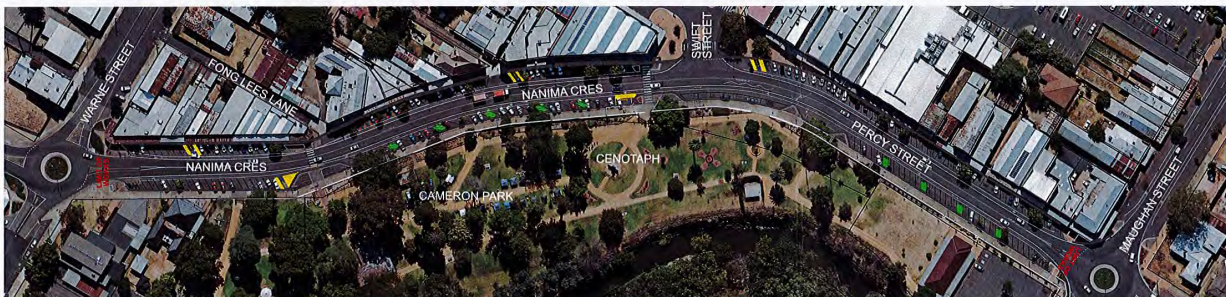 WARNE STREET
FONG LEES LANE
NANIMA CRES
NANIMA CRES
SWIFT
STREET
PERCY STREET
MAUGHAN STREET
CENOTAPH
CAMERON PARK